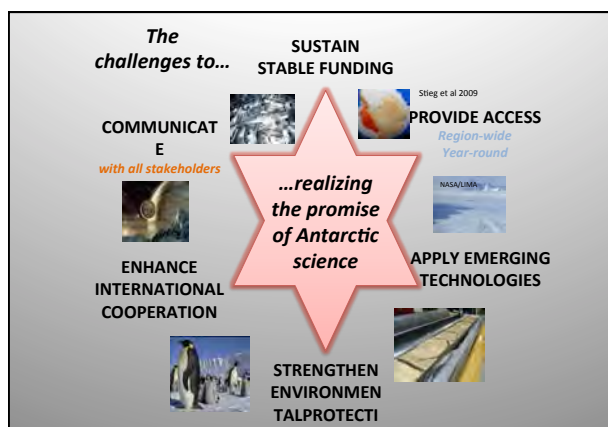 The
challenges to…
SUSTAIN
STABLE FUNDING
Stieg et al 2009
PROVIDE ACCESS
Region-wide
Year-round
COMMUNICAT
E
with all stakeholders
…realizing
the promise
of Antarctic
science
NASA/LIMA
APPLY EMERGING
TECHNOLOGIES
ENHANCE
INTERNATIONAL
COOPERATION
STRENGTHEN
ENVIRONMEN
TALPROTECTI